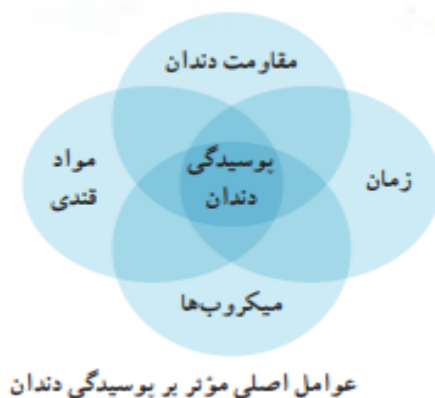 مقاومت دندان
مواد
قندی
پوسیدگی
دندان
زمان
میکروب‌ها
عوامل اصلی مؤثر بر پوسیدگی دندان